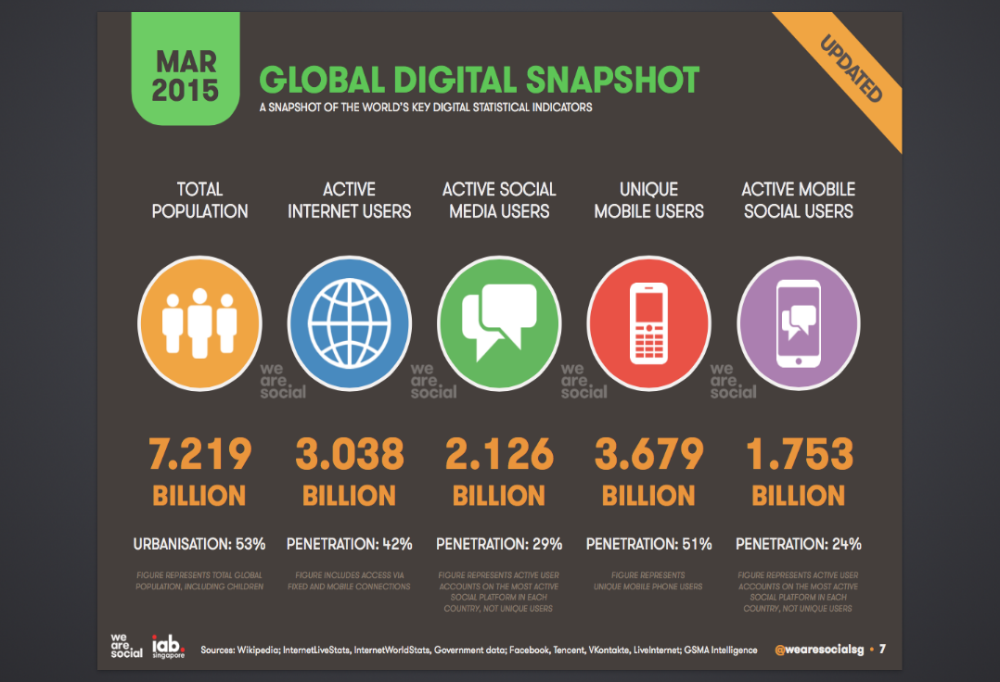 MAR
2015
GLOBAL DIGITAL SNAPSHOT
A SNAPSHOT OF THE WORLD'S KEY DIGITAL STATISTICAL INDICATORS
UPDATED
TOTAL
POPULATION
ACTIVE
INTERNET USERS
ACTIVE SOCIAL
MEDIA USERS
UNIQUE
MOBILE USERS
ACTIVE MOBILE
SOCIAL USERS
we
are
social
we
are
social
we
are
social
we
are
social
7.219
BILLION
3.038
BILLION
2.126
BILLION
3.679
BILLION
1.753
BILLION
URBANISATION: 53%
PENETRATION: 42%
PENETRATION: 29%
PENETRATION: 51%
PENETRATION: 24%
FIGURE REPRESENTS TOTAL GLOBAL
POPULATION, INCLUDING CHILDREN
FIGURE INCLUDES ACCESS VIA
FIXED AND MOBILE CONNECTIONS
FIGURE REPRESENTS ACTIVE USER
ACCOUNTS ON THE MOST ACTIVE
SOCIAL PLATFORM IN EACH
COUNTRY, NOT UNIQUE USERS
FIGURE REPRESENTS
UNIQUE MOBILE PHONE USERS
FIGURE REPRESENTS ACTIVE USER
ACCOUNTS ON THE MOST ACTIVE
SOCIAL PLATFORM IN EACH
COUNTRY, NOT UNIQUE USERS
we
are
social
iab.
singapore
Sources: Wikipedia; InternetLiveStats, InternetWorldStats, Government data; Facebook, Tencent, VKontakte, LiveInternet; GSMA Intelligence
@wearesocialsg • 7